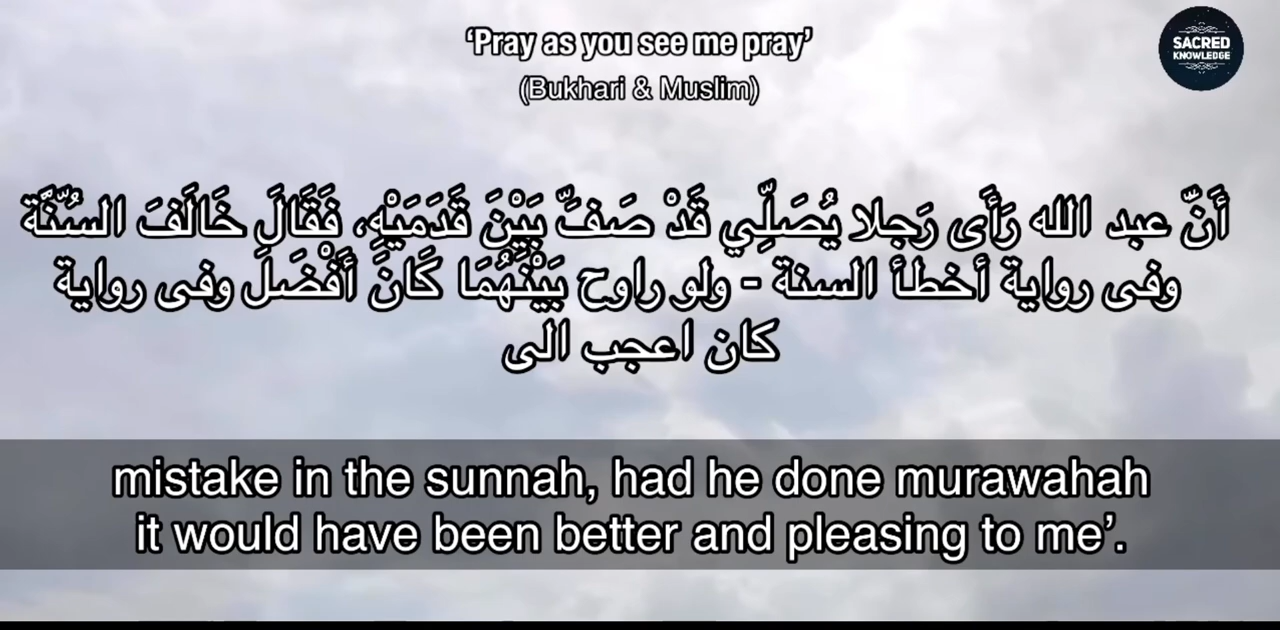 ‘Pray as you see me pray’
(Bukhari & Muslim)
SACRED
KNOWLEDGE
أَنّ عبد الله رَأَى رَجلا يُصَلِّي قَدْ صَفّ بَيْنَ قَدَمَيْهِ، فَقَالَ خَالَفَ السُنَّة
وفى رواية أخطأ السنة - ولو راوح بَيْنَهُمَا كَانَ أَفْضَلَ وفى رواية
كان اعجب الى
mistake in the sunnah, had he done murawahah
it would have been better and pleasing to me’.